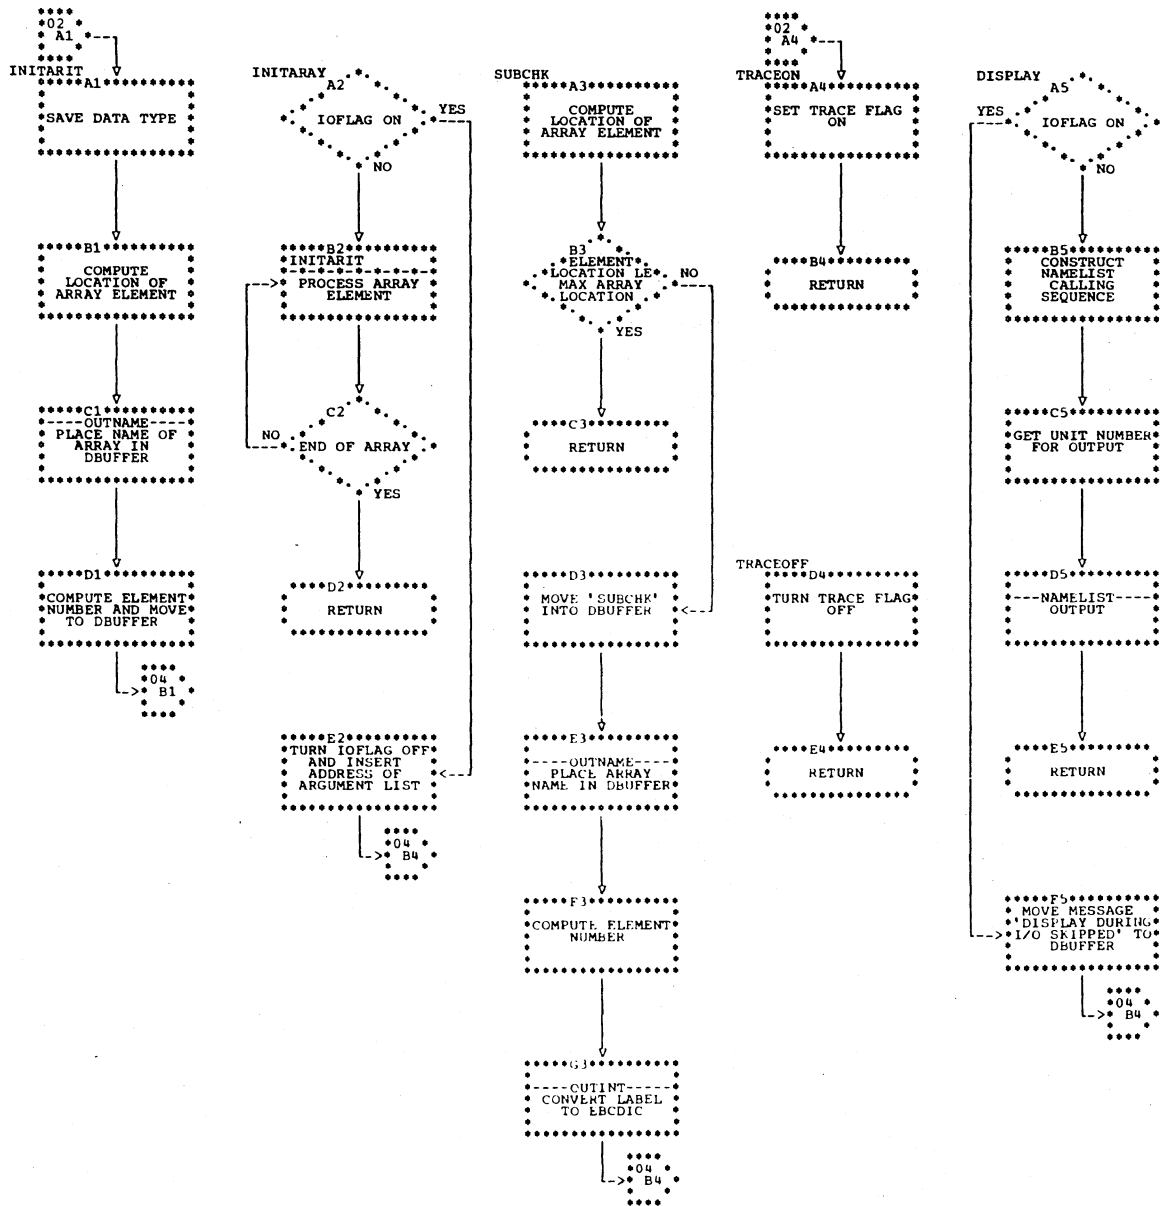 02
A1
INITARIT
A1
SAVE DATA TYPE
B1
COMPUTE
LOCATION OF
ARRAY ELEMENT
C1
OUTNAME
PLACE NAME OF
ARRAY IN
DBUFFER
D1
COMPUTE ELEMENT
NUMBER AND MOVE
TO DBUFFER
04
B1
INITARAY
A2
IOFLAG ON
YES
NO
B2
INITARIT
PROCESS ARRAY
ELEMENT
C2
END OF ARRAY
NO
YES
D2
RETURN
E2
TURN IOFLAG OFF
AND INSERT
ADDRESS OF
ARGUMENT LIST
04
B4
SUBCHK
A3
COMPUTE
LOCATION OF
ARRAY ELEMENT
B3
ELEMENT
LOCATION LE
MAX ARRAY
LOCATION
NO
YES
C3
RETURN
D3
MOVE 'SUBCHK'
INTO DBUFFER
E3
OUTNAME
PLACE ARRAY
NAME IN DBUFFER
F3
COMPUTE ELEMENT
NUMBER
G3
CUTINT
CONVERT LABEL
TO EBCDIC
04
B4
02
A4
TRACEON
A4
SET TRACE FLAG
ON
B4
RETURN
TRACEOFF
D4
TURN TRACE FLAG
OFF
E4
RETURN
DISPLAY
A5
YES
IOFLAG ON
NO
B5
CONSTRUCT
NAMELIST
CALLING
SEQUENCE
C5
GET UNIT NUMBER
FOR OUTPUT
D5
NAMELIST
OUTPUT
E5
RETURN
F5
MOVE MESSAGE
'DISPLAY DURING
I/O SKIPPED' TO
DBUFFER
04
B4